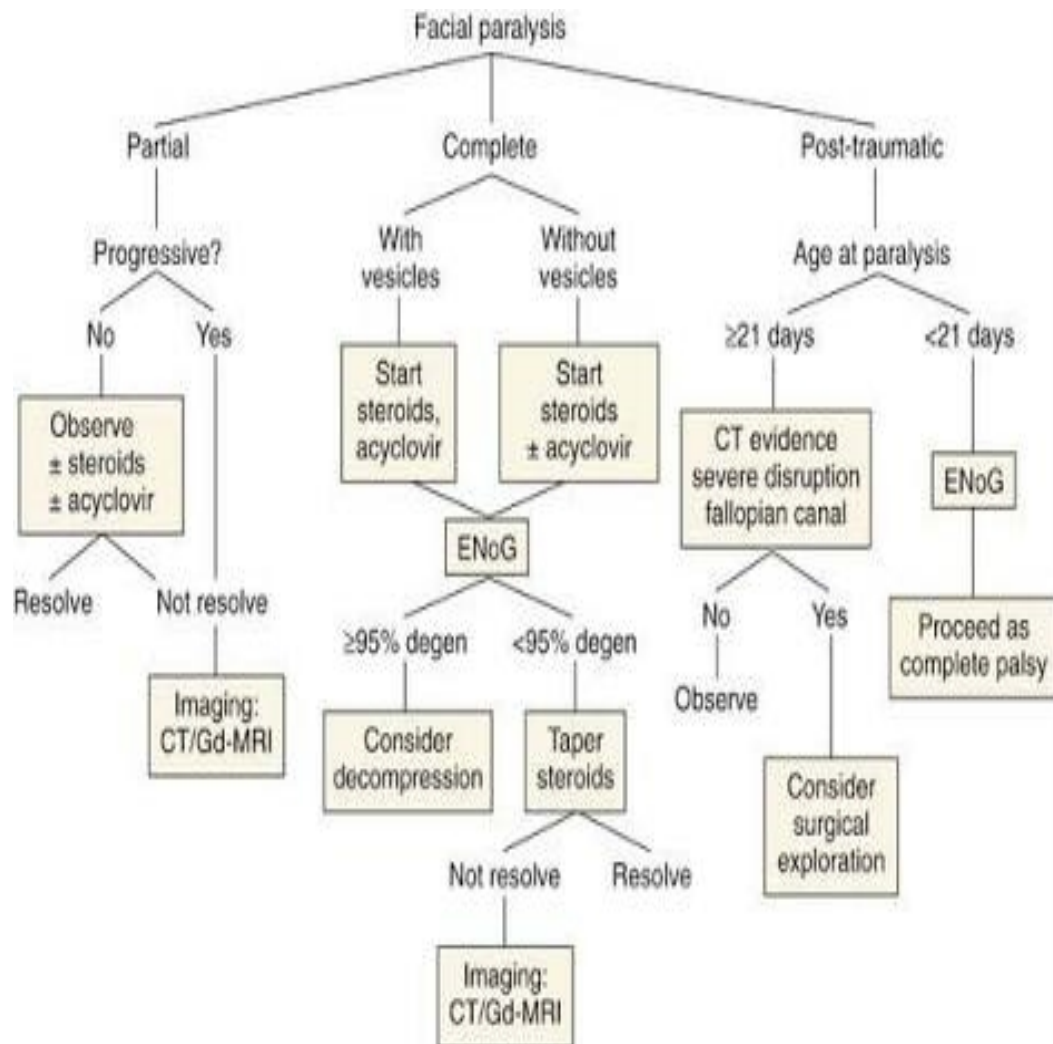 Facial paralysis
Partial
Complete
Post-traumatic
Progressive?
With
vesicles
Without
vesicles
Age at paralysis
No
Yes
≥21 days
<21 days
Observe
± steroids
± acyclovir
Start
steroids,
acyclovir
Start
steroids
± acyclovir
CT evidence
severe disruption
fallopian canal
ENoG
ENoG
Resolve
Not resolve
≥95% degen
<95% degen
No
Yes
Proceed as
complete palsy
Observe
Imaging:
CT/Gd-MRI
Consider
decompression
Taper
steroids
Consider
surgical
exploration
Not resolve
Resolve
Imaging:
CT/Gd-MRI